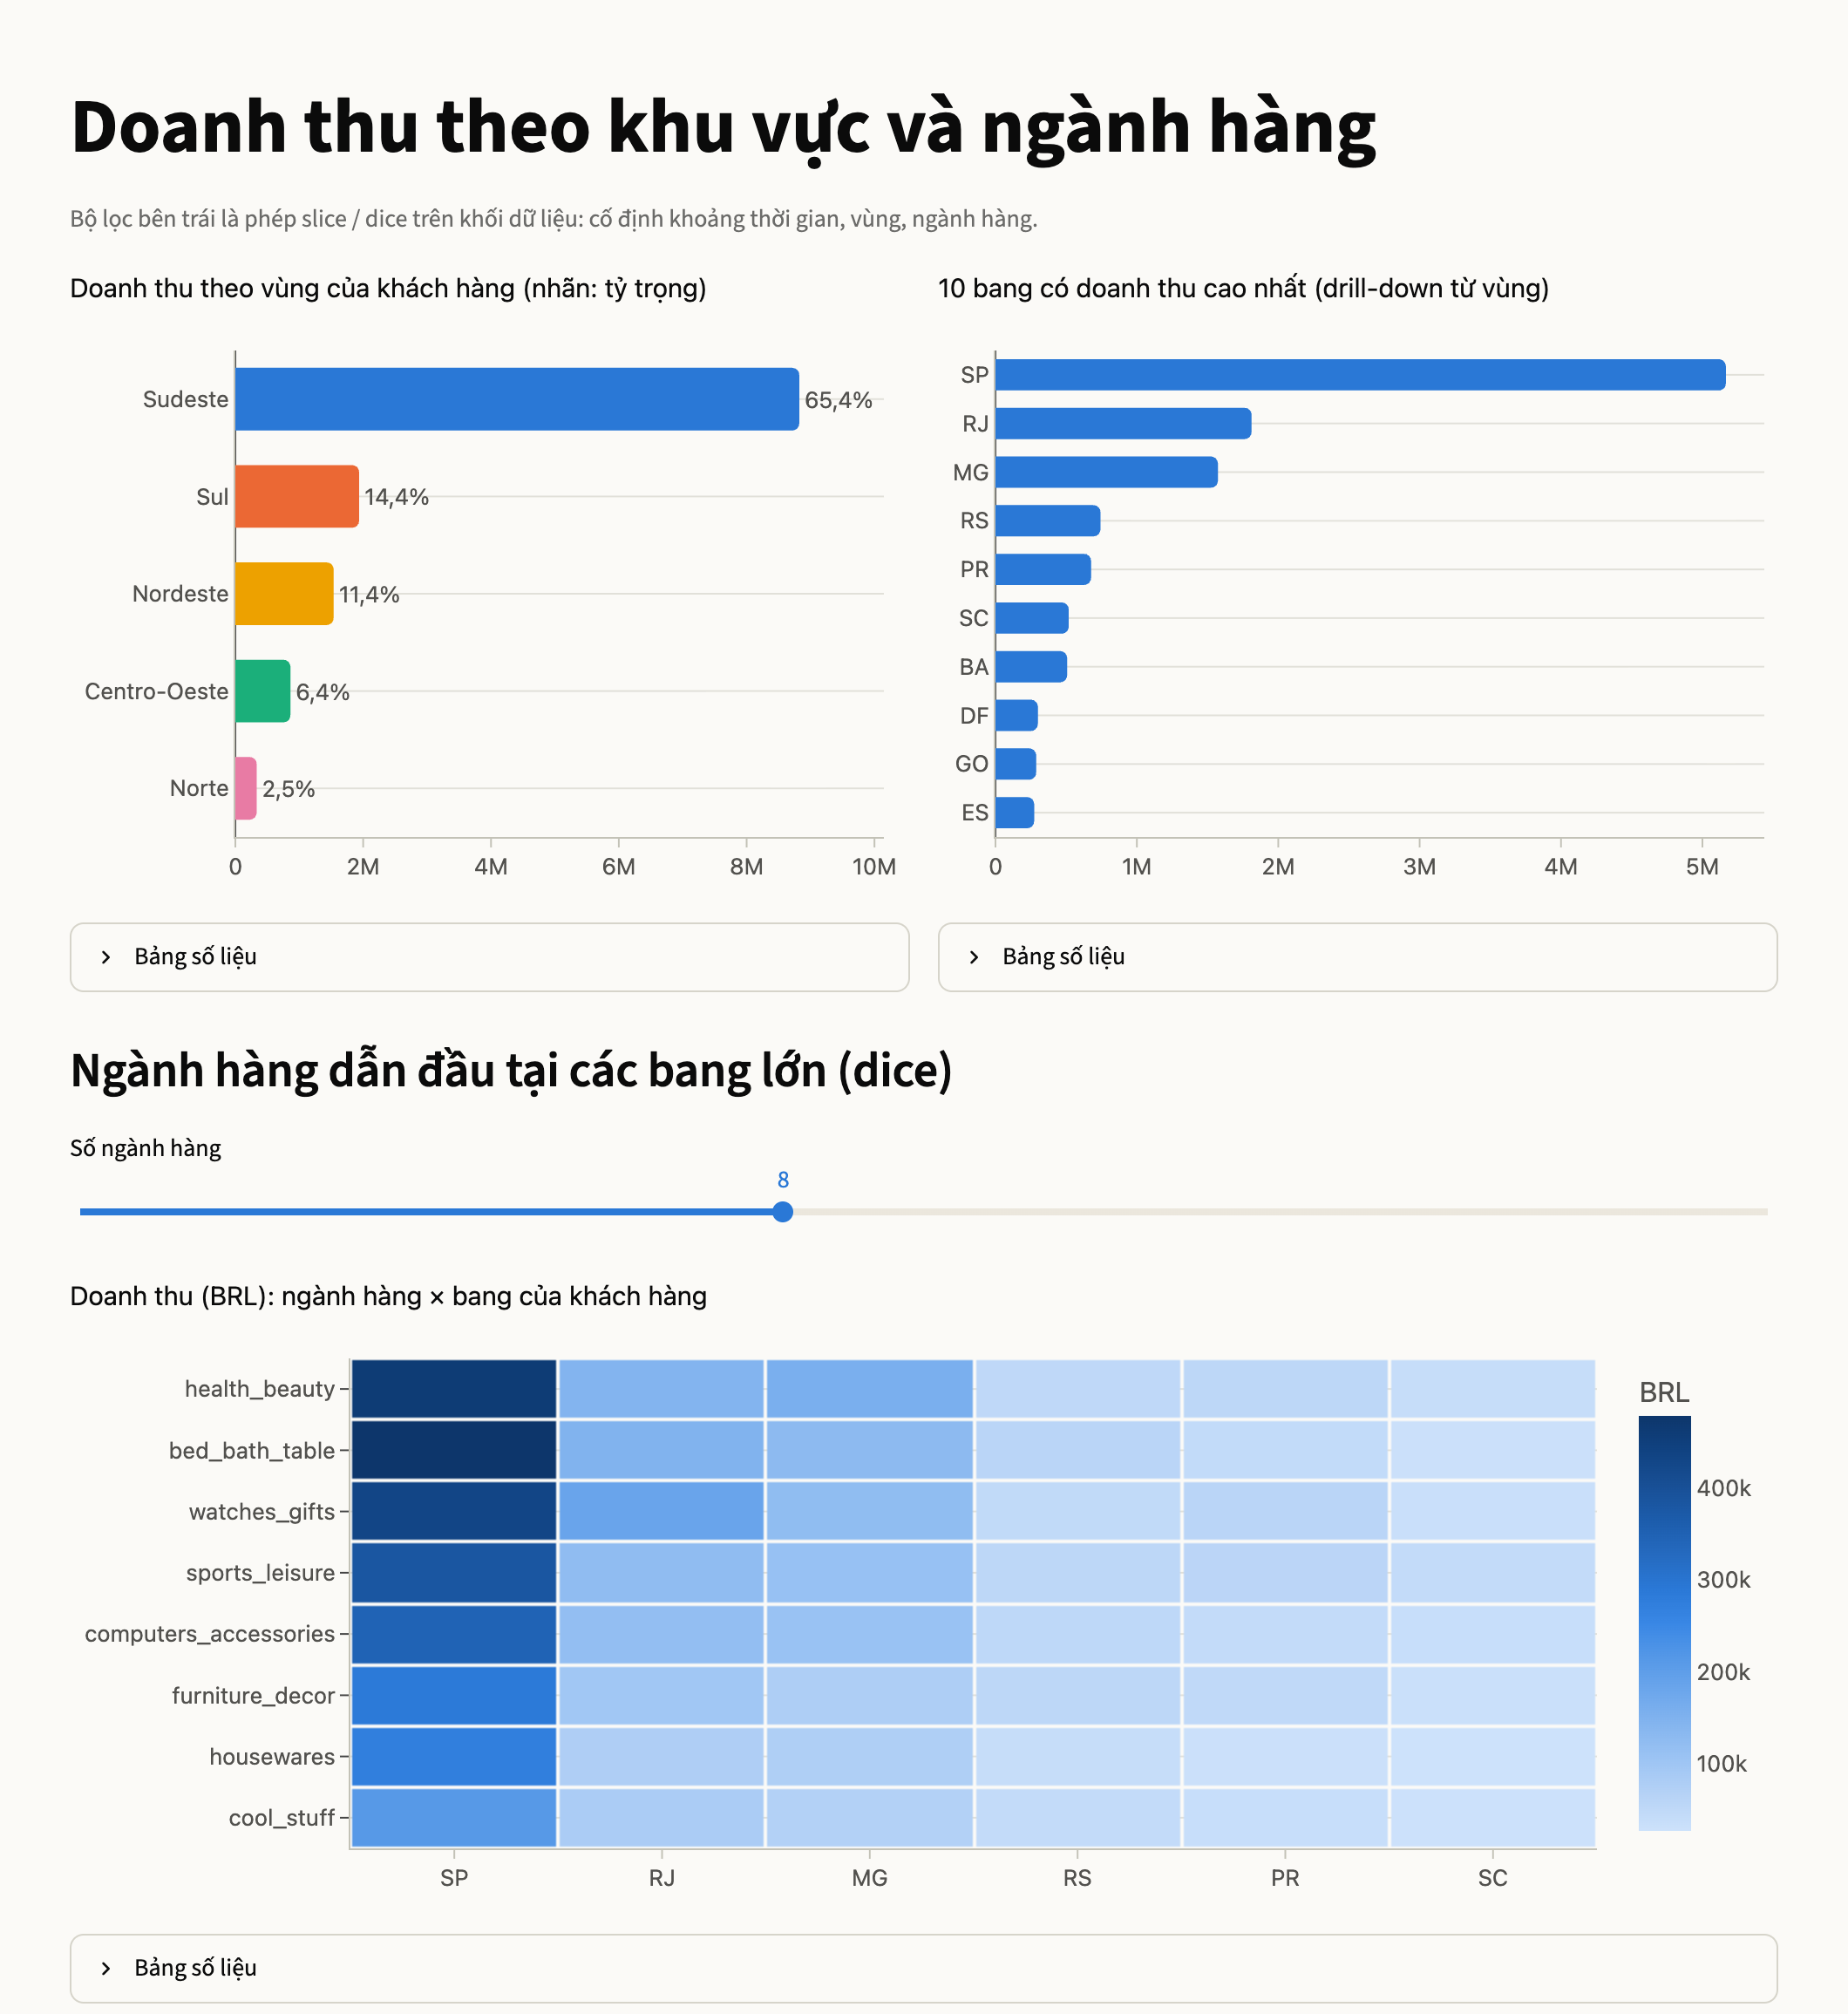 Doanh thu theo khu vực và ngành hàng
Bộ lọc bên trái là phép slice / dice trên khối dữ liệu: cố định khoảng thời gian, vùng, ngành hàng.
Doanh thu theo vùng của khách hàng (nhãn: tỷ trọng)
Sudeste
65,4%
Sul
14,4%
Nordeste
11,4%
Centro-Oeste
6,4%
Norte
2,5%
0
2M
4M
6M
8M
10M
Bảng số liệu
10 bang có doanh thu cao nhất (drill-down từ vùng)
SP
RJ
MG
RS
PR
SC
BA
DF
GO
ES
0
1M
2M
3M
4M
5M
Bảng số liệu
Ngành hàng dẫn đầu tại các bang lớn (dice)
Số ngành hàng
8
Doanh thu (BRL): ngành hàng × bang của khách hàng
health_beauty
bed_bath_table
watches_gifts
sports_leisure
computers_accessories
furniture_decor
housewares
cool_stuff
SP
RJ
MG
RS
PR
SC
BRL
400k
300k
200k
100k
Bảng số liệu